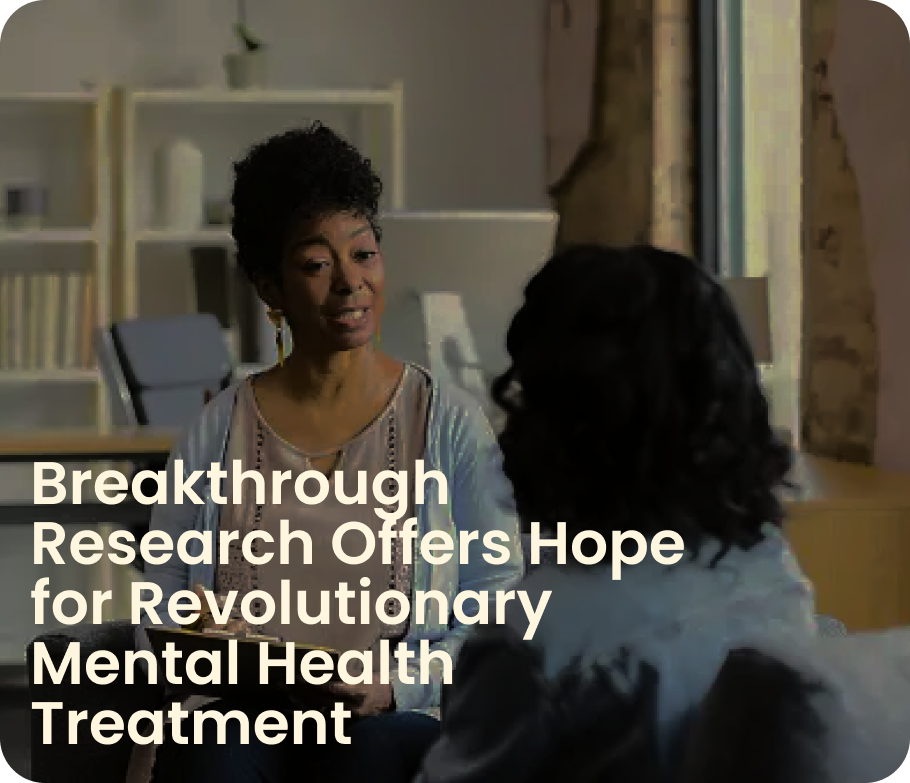 Breakthrough
Research Offers Hope
for Revolutionary
Mental Health
Treatment